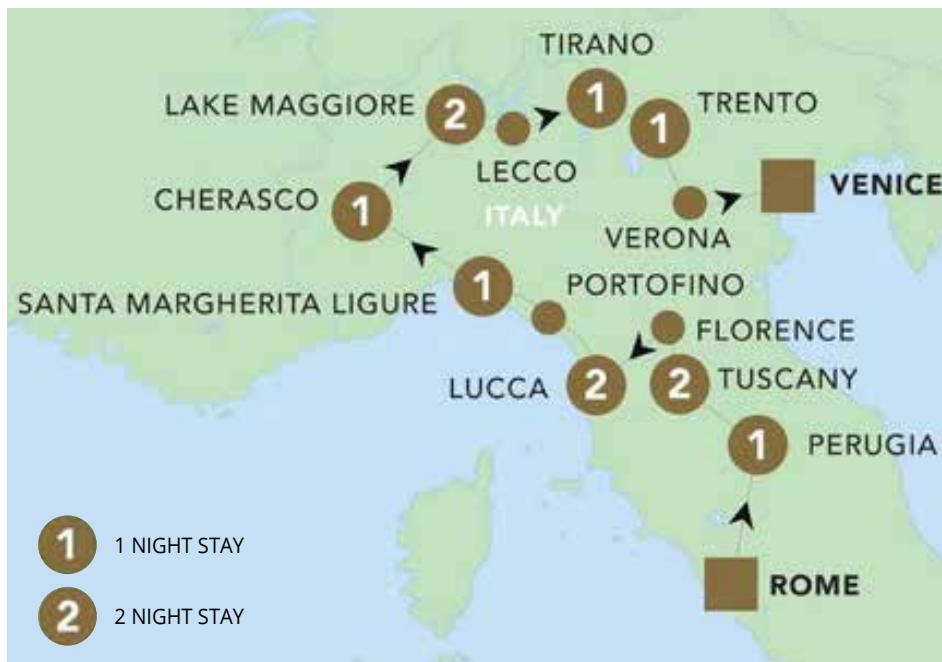 TIRANO
1
LAKE MAGGIORE
2
TRENTO
1
LECCO
CHERASCO
1
ITALY
VENICE
VERONA
SANTA MARGHERITA LIGURE
1
PORTOFINO
FLORENCE
LUCCA
2
2
TUSCANY
1
PERUGIA
1
1 NIGHT STAY
ROME
2
2 NIGHT STAY